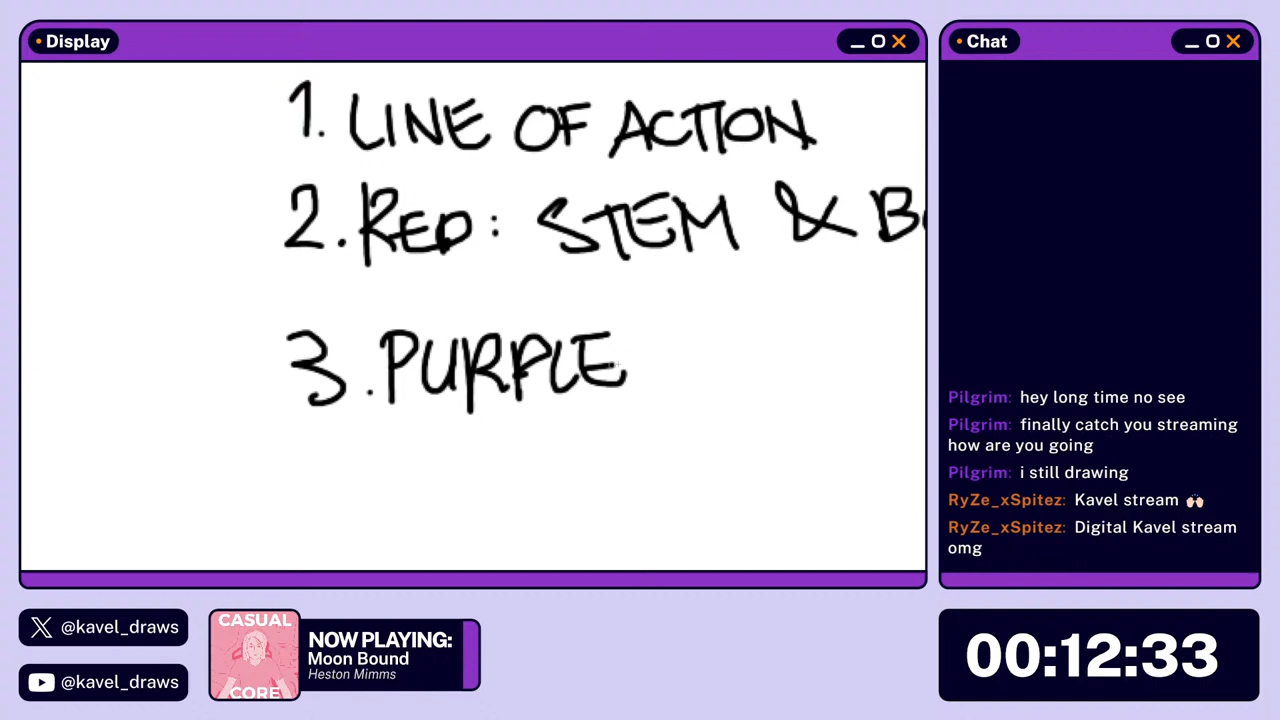 Display
Chat
1. LINE OF ACTION
2. RED: STEM &
3. PURPLE
Pilgrim: hey long time no see
Pilgrim: finally catch you streaming
how are you going
Pilgrim: i still drawing
RyZe_xSpitez: Kavel stream 🙌🏻
RyZe_xSpitez: Digital Kavel stream
omg
@kavel_draws
@kavel_draws
CASUAL
CORE
NOW PLAYING:
Moon Bound
Heston Mimms
00:12:33